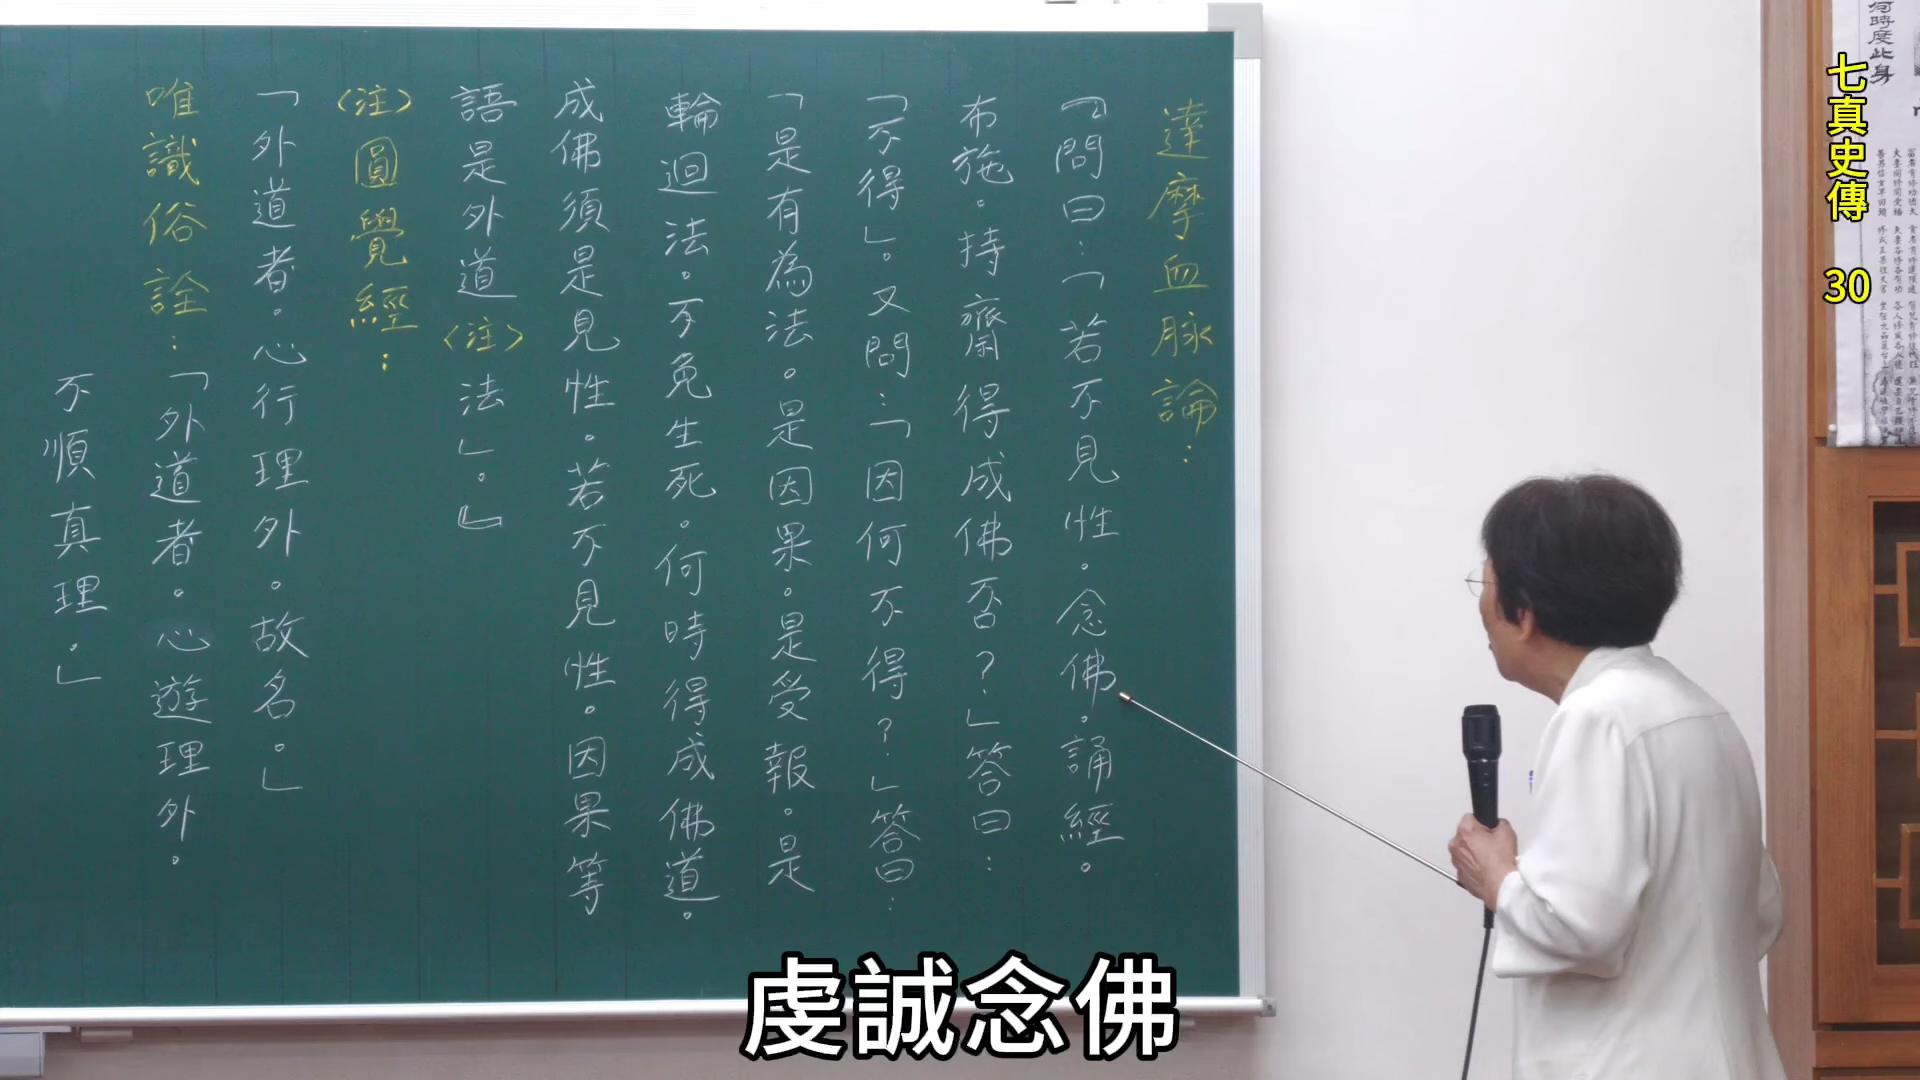 達摩血脉論：
『問曰：「若不見性。念佛。誦經。
布施。持齋得成佛否？」答曰：
「不得」。又問：「因何不得？」答曰：
「是有為法。是因果。是受報。是
輪迴法。不免生死。何時得成佛道。
成佛須是見性。若不見性。因果等
語是外道〈注〉法」。』
〈注〉圓覺經：
「外道者。心行理外。故名。」
唯識俗詮：「外道者。心遊理外。
不順真理。」
七真史傳 30
何時度此身
虔誠念佛